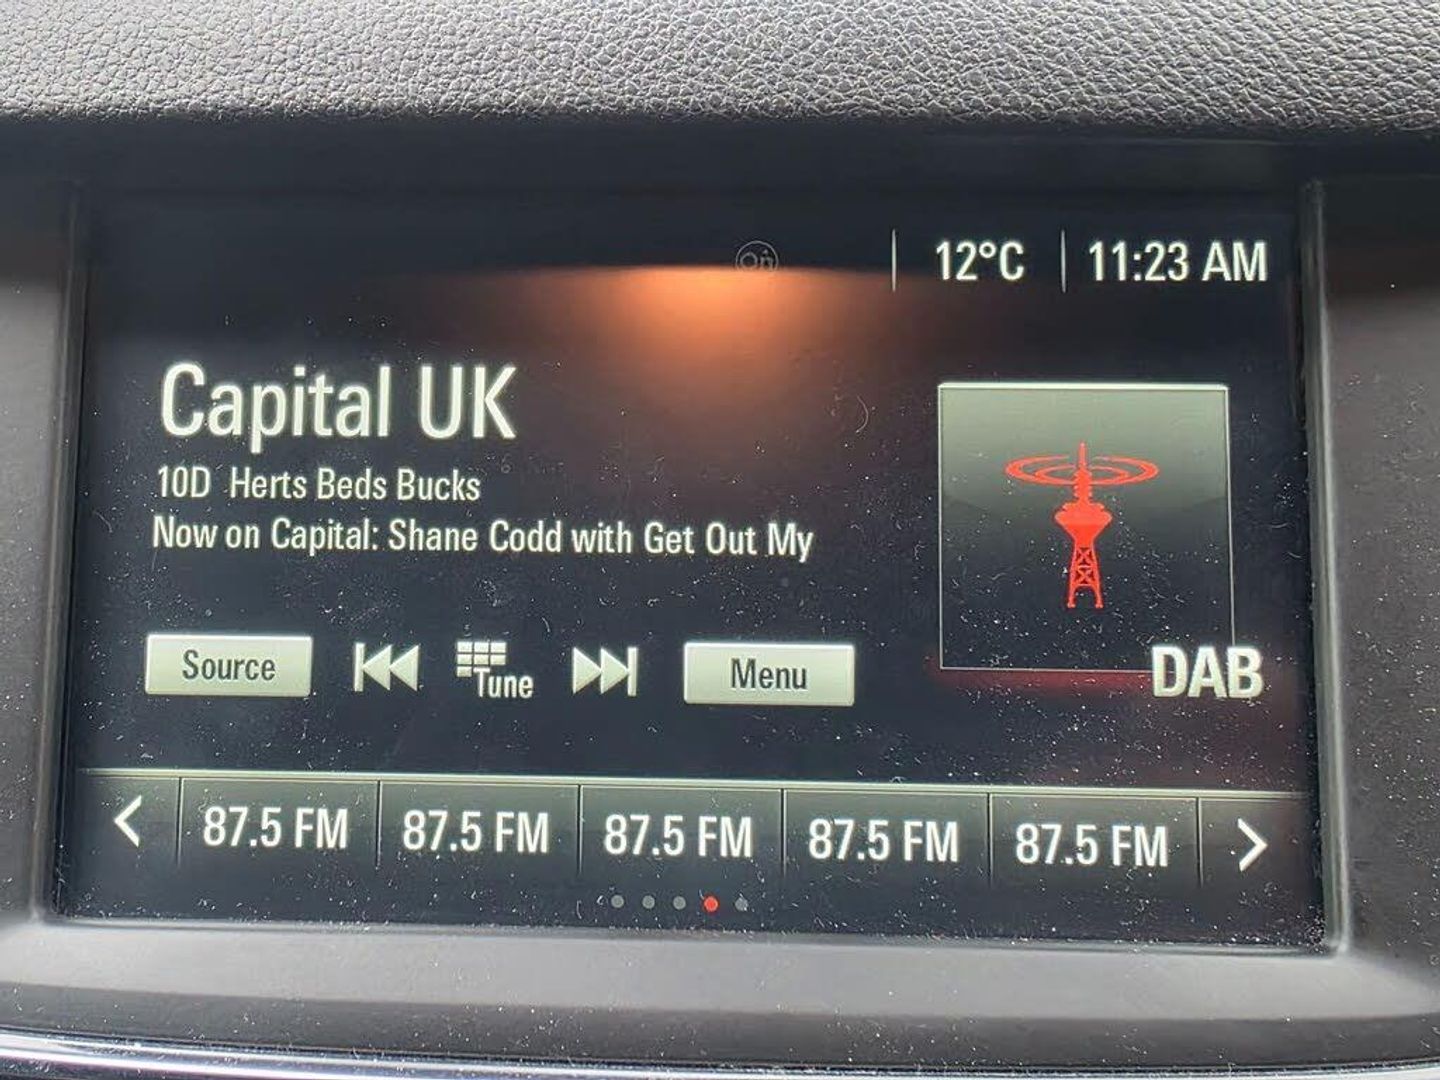 On
12°C
11:23 AM
Capital UK
10D Herts Beds Bucks
Now on Capital: Shane Codd with Get Out My
Source
Tune
Menu
DAB
87.5 FM
87.5 FM
87.5 FM
87.5 FM
87.5 FM